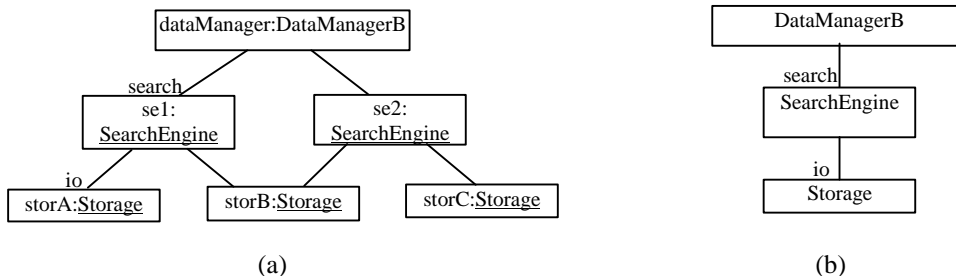 dataManager:DataManagerB
search
se1:
SearchEngine
se2:
SearchEngine
io
storA:Storage
storB:Storage
storC:Storage
(a)
DataManagerB
search
SearchEngine
io
Storage
(b)